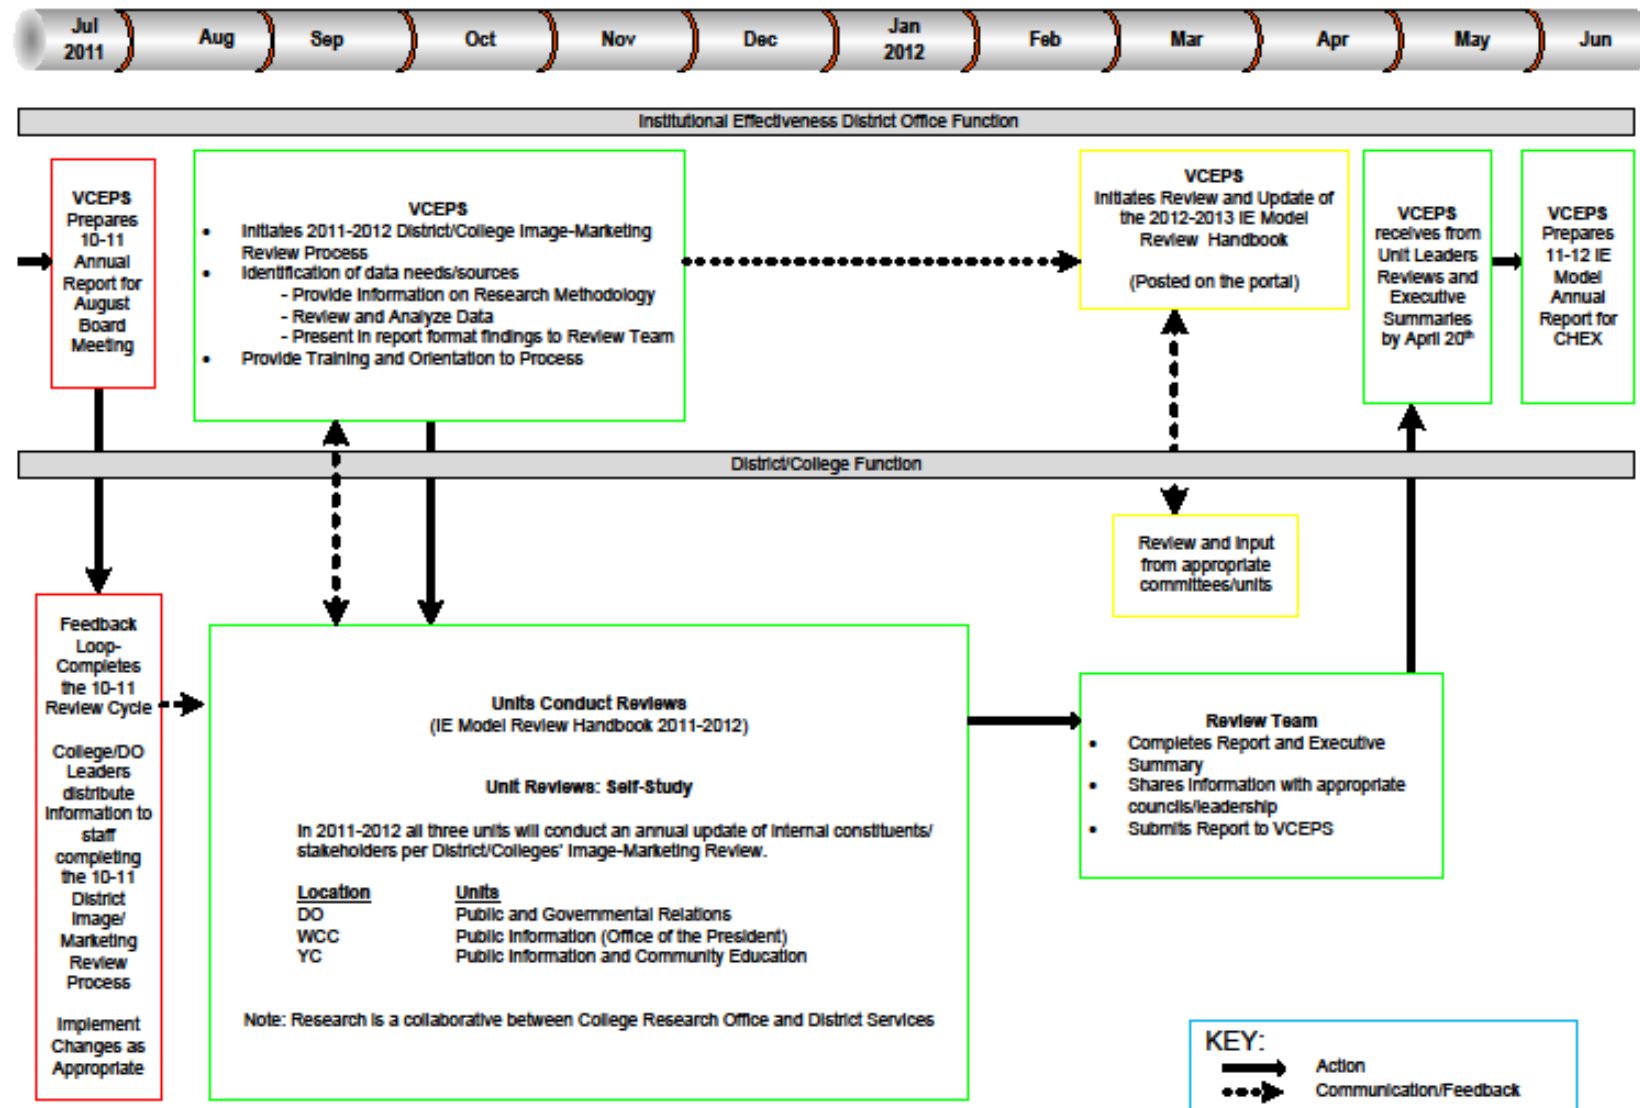 Jul
2011
Aug
Sep
Oct
Nov
Dec
Jan
2012
Feb
Mar
Apr
May
Jun
Institutional Effectiveness District Office Function
VCEPS
Prepares
10-11
Annual
Report for
August
Board
Meeting
VCEPS
• Initiates 2011-2012 District/College Image-Marketing
Review Process
• Identification of data needs/sources
- Provide Information on Research Methodology
- Review and Analyze Data
- Present in report format findings to Review Team
• Provide Training and Orientation to Process
VCEPS
Initiates Review and Update of
the 2012-2013 IE Model
Review Handbook
(Posted on the portal)
VCEPS
receives from
Unit Leaders
Reviews and
Executive
Summaries
by April 20th
VCEPS
Prepares
11-12 IE
Model
Annual
Report for
CHEX
District/College Function
Feedback
Loop-
Completes
the 10-11
Review Cycle
College/DO
Leaders
distribute
information to
staff
completing
the 10-11
District
Image/
Marketing
Review
Process
Implement
Changes as
Appropriate
Units Conduct Reviews
(IE Model Review Handbook 2011-2012)
Unit Reviews: Self-Study
In 2011-2012 all three units will conduct an annual update of internal constituents/
stakeholders per District/Colleges' Image-Marketing Review.
Location Units
DO Public and Governmental Relations
WCC Public Information (Office of the President)
YC Public Information and Community Education
Note: Research is a collaborative between College Research Office and District Services
Review and Input
from appropriate
committees/units
Review Team
• Completes Report and Executive
Summary
• Shares Information with appropriate
councils/leadership
• Submits Report to VCEPS
KEY:
Action
Communication/Feedback